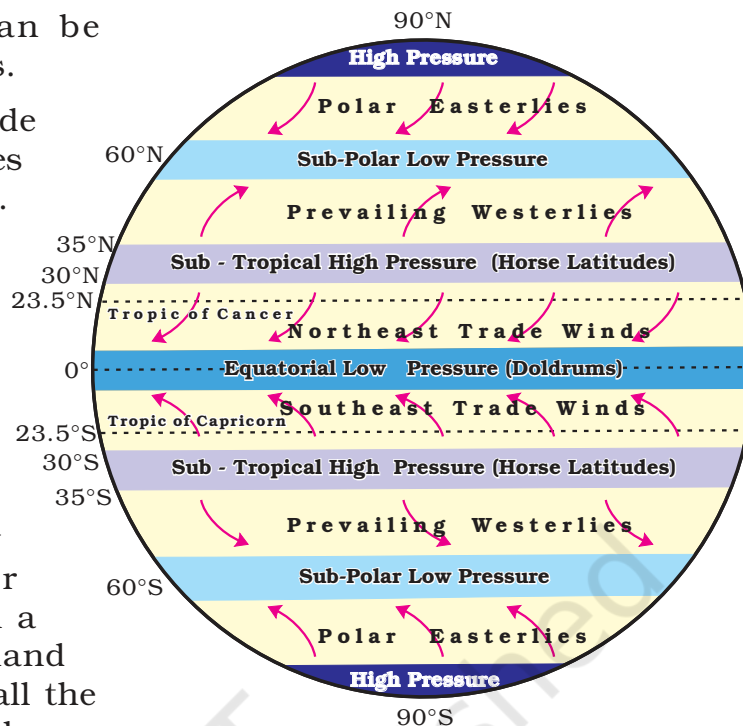 an be
s.
de
es
.
r
a
and
all the
90°N
High Pressure
Polar Easterlies
60°N
Sub-Polar Low Pressure
Prevailing Westerlies
35°N
Sub - Tropical High Pressure (Horse Latitudes)
30°N
23.5°N
Tropic of Cancer
Northeast Trade Winds
0°
Equatorial Low Pressure (Doldrums)
Southeast Trade Winds
Tropic of Capricorn
23.5°S
30°S
Sub - Tropical High Pressure (Horse Latitudes)
35°S
Prevailing Westerlies
60°S
Sub-Polar Low Pressure
Polar Easterlies
High Pressure
90°S
shed